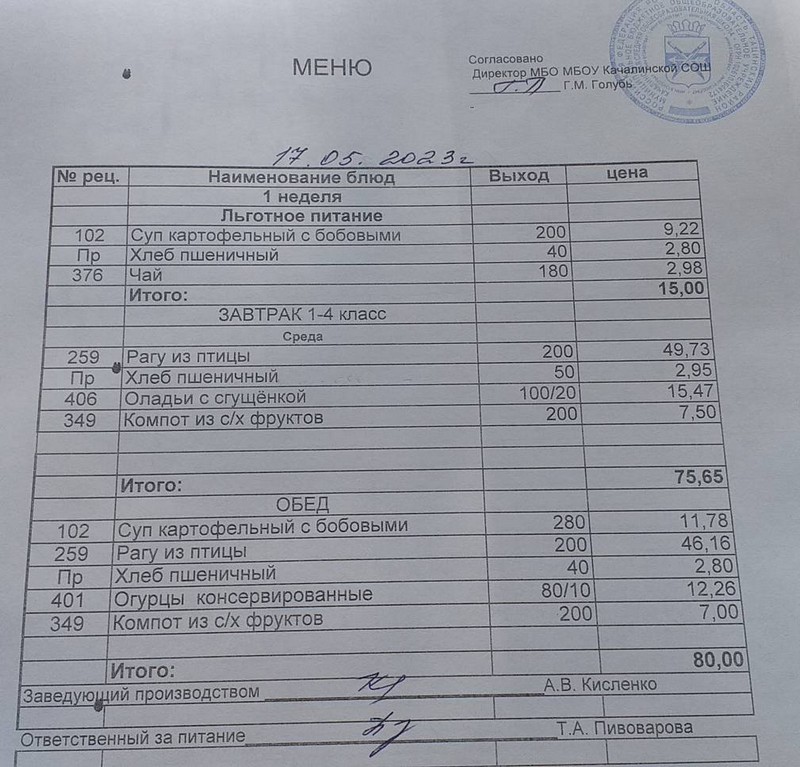 МЕНЮ
Согласовано
Директор МБО МБОУ Качалинской СОШ
Г.М. Голубь
17.05.2023г
№ рец. Наименование блюд Выход цена
1 неделя
Льготное питание
102 Суп картофельный с бобовыми 200 9,22
Пр Хлеб пшеничный 40 2,80
376 Чай 180 2,98
Итого: 15,00
ЗАВТРАК 1-4 класс
Среда
259 Рагу из птицы 200 49,73
Пр Хлеб пшеничный 50 2,95
406 Оладьи с сгущёнкой 100/20 15,47
349 Компот из с/х фруктов 200 7,50
Итого: 75,65
ОБЕД
102 Суп картофельный с бобовыми 280 11,78
259 Рагу из птицы 200 46,16
Пр Хлеб пшеничный 40 2,80
401 Огурцы консервированные 80/10 12,26
349 Компот из с/х фруктов 200 7,00
Итого: 80,00
Заведующий производством А.В. Кисленко
Ответственный за питание Т.А. Пивоварова